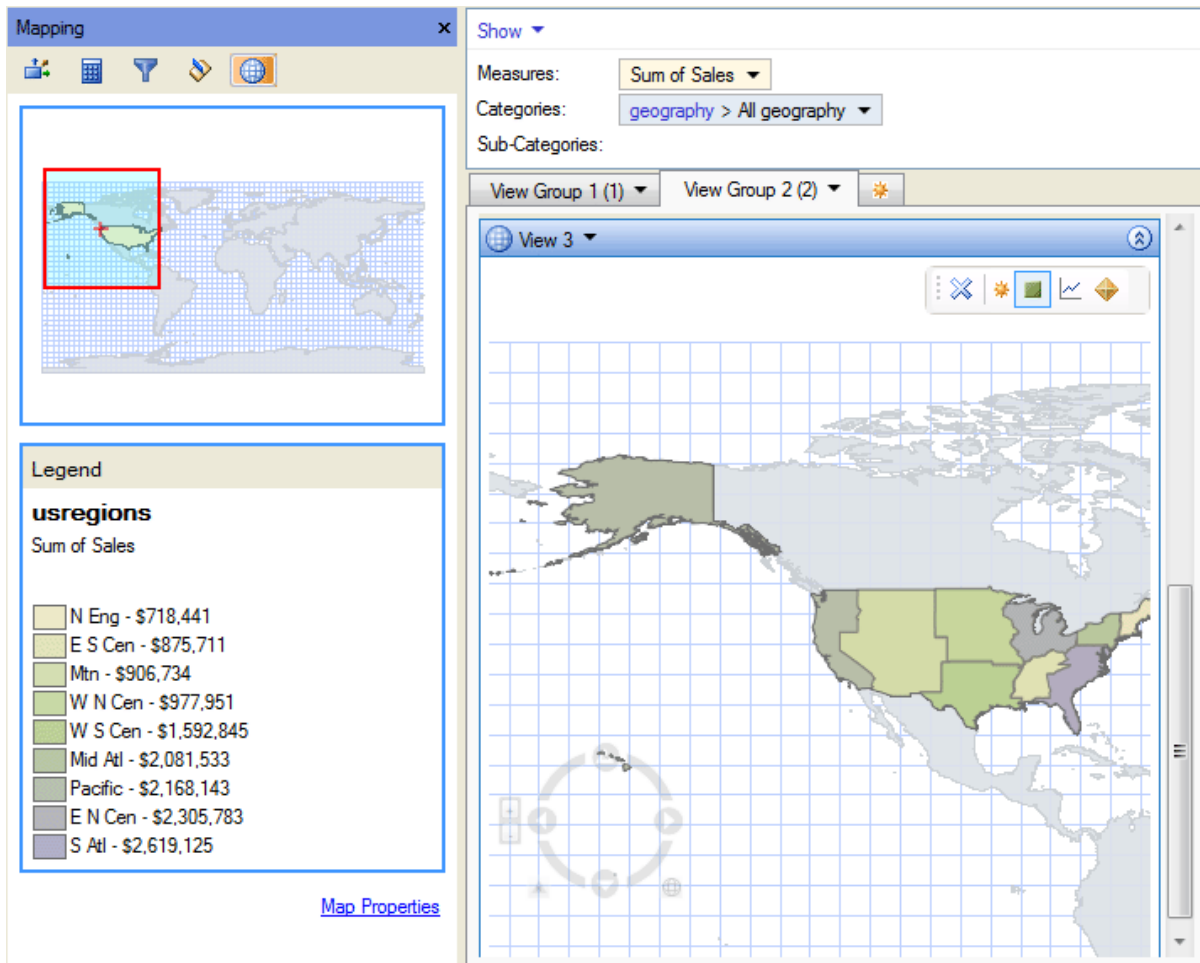 Mapping
Legend
usregions
Sum of Sales
N Eng - $718,441
E S Cen - $875,711
Mtn - $906,734
W N Cen - $977,951
W S Cen - $1,592,845
Mid Atl - $2,081,533
Pacific - $2,168,143
E N Cen - $2,305,783
S Atl - $2,619,125
Map Properties
Show
Measures: Sum of Sales
Categories: geography > All geography
Sub-Categories:
View Group 1 (1) View Group 2 (2)
View 3